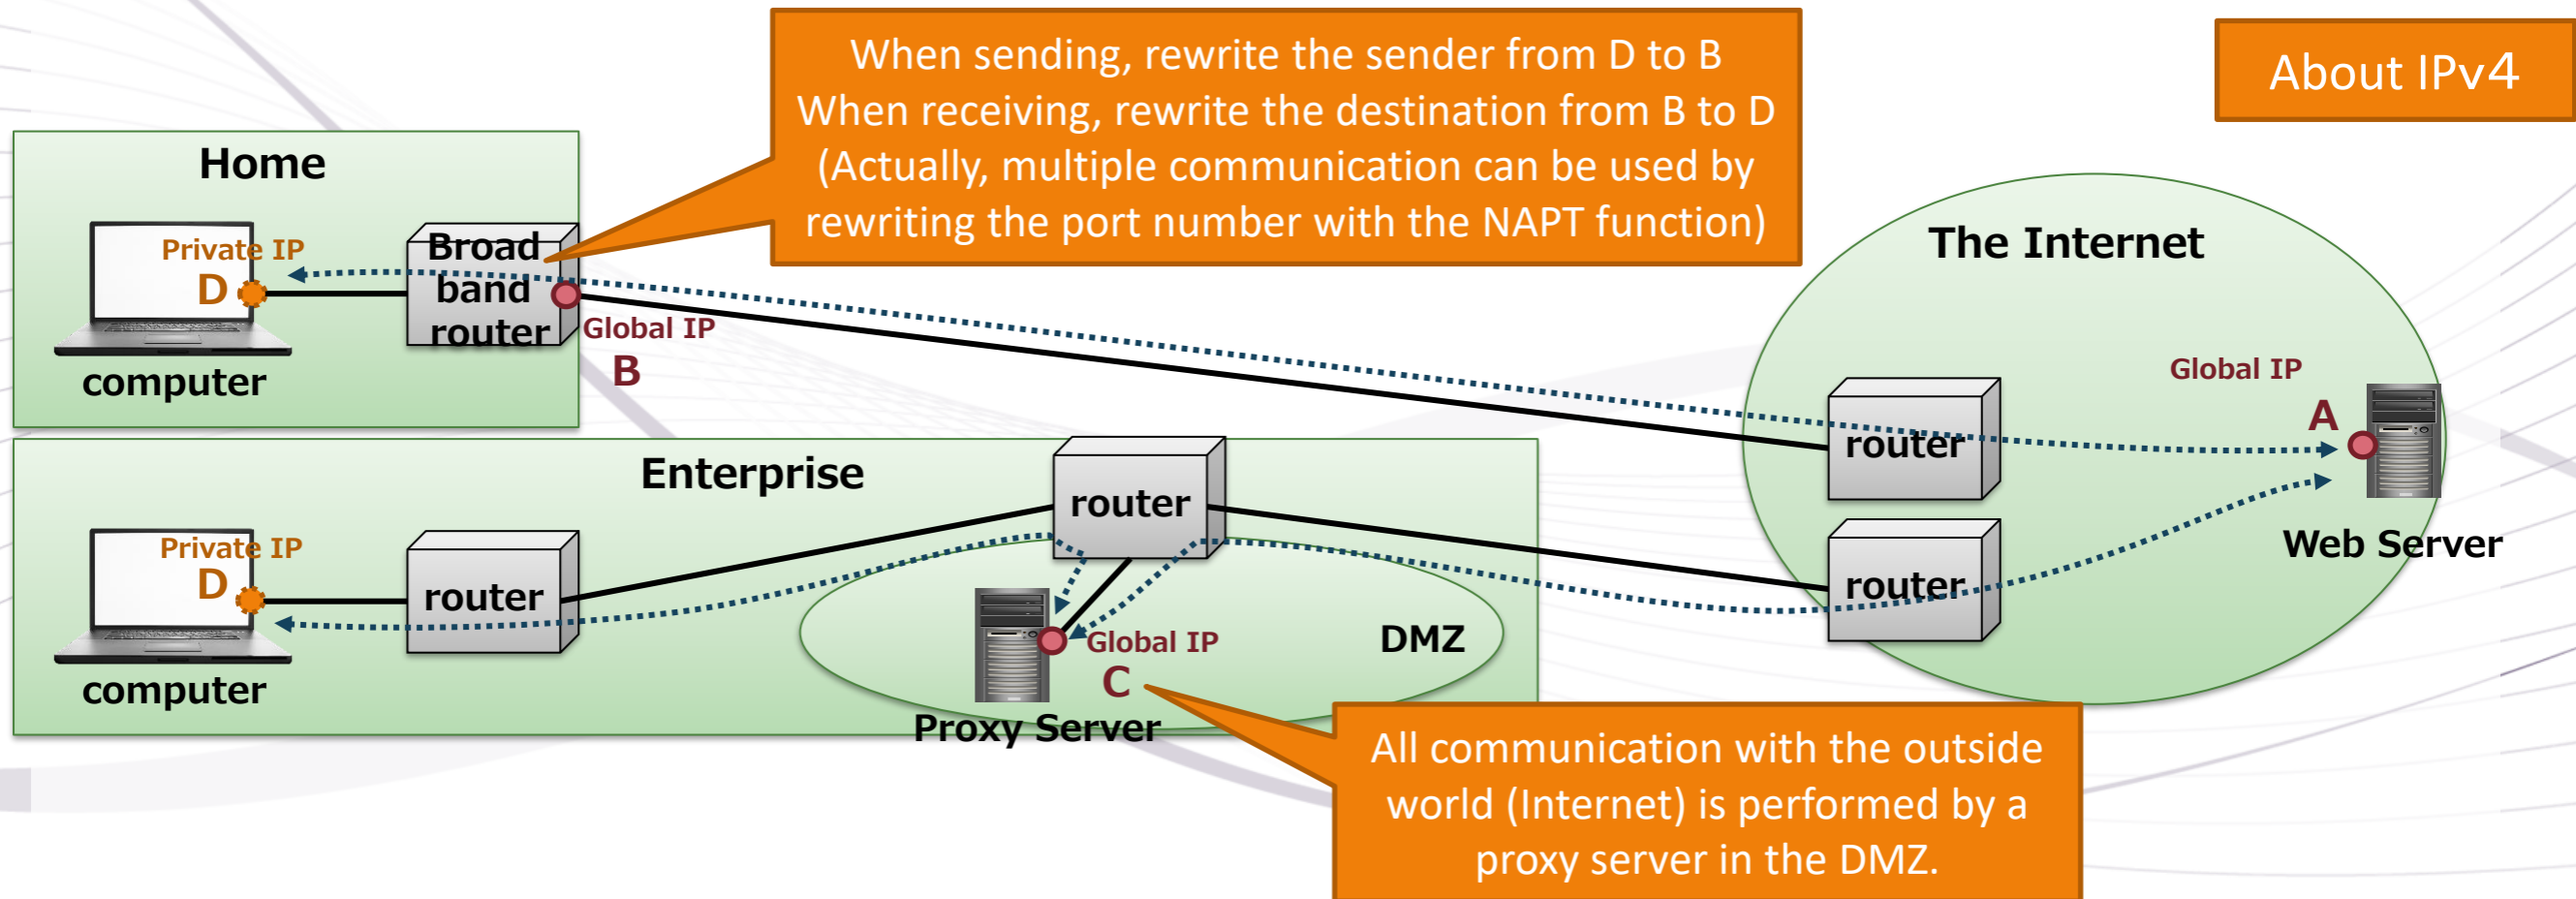 When sending, rewrite the sender from D to B
When receiving, rewrite the destination from B to D
(Actually, multiple communication can be used by
rewriting the port number with the NAPT function)
About IPv4
Home
Private IP
D
computer
Broad
band
router
Global IP
B
The Internet
Global IP
A
router
router
Web Server
Enterprise
Private IP
D
computer
router
router
Global IP
C
DMZ
Proxy Server
All communication with the outside
world (Internet) is performed by a
proxy server in the DMZ.